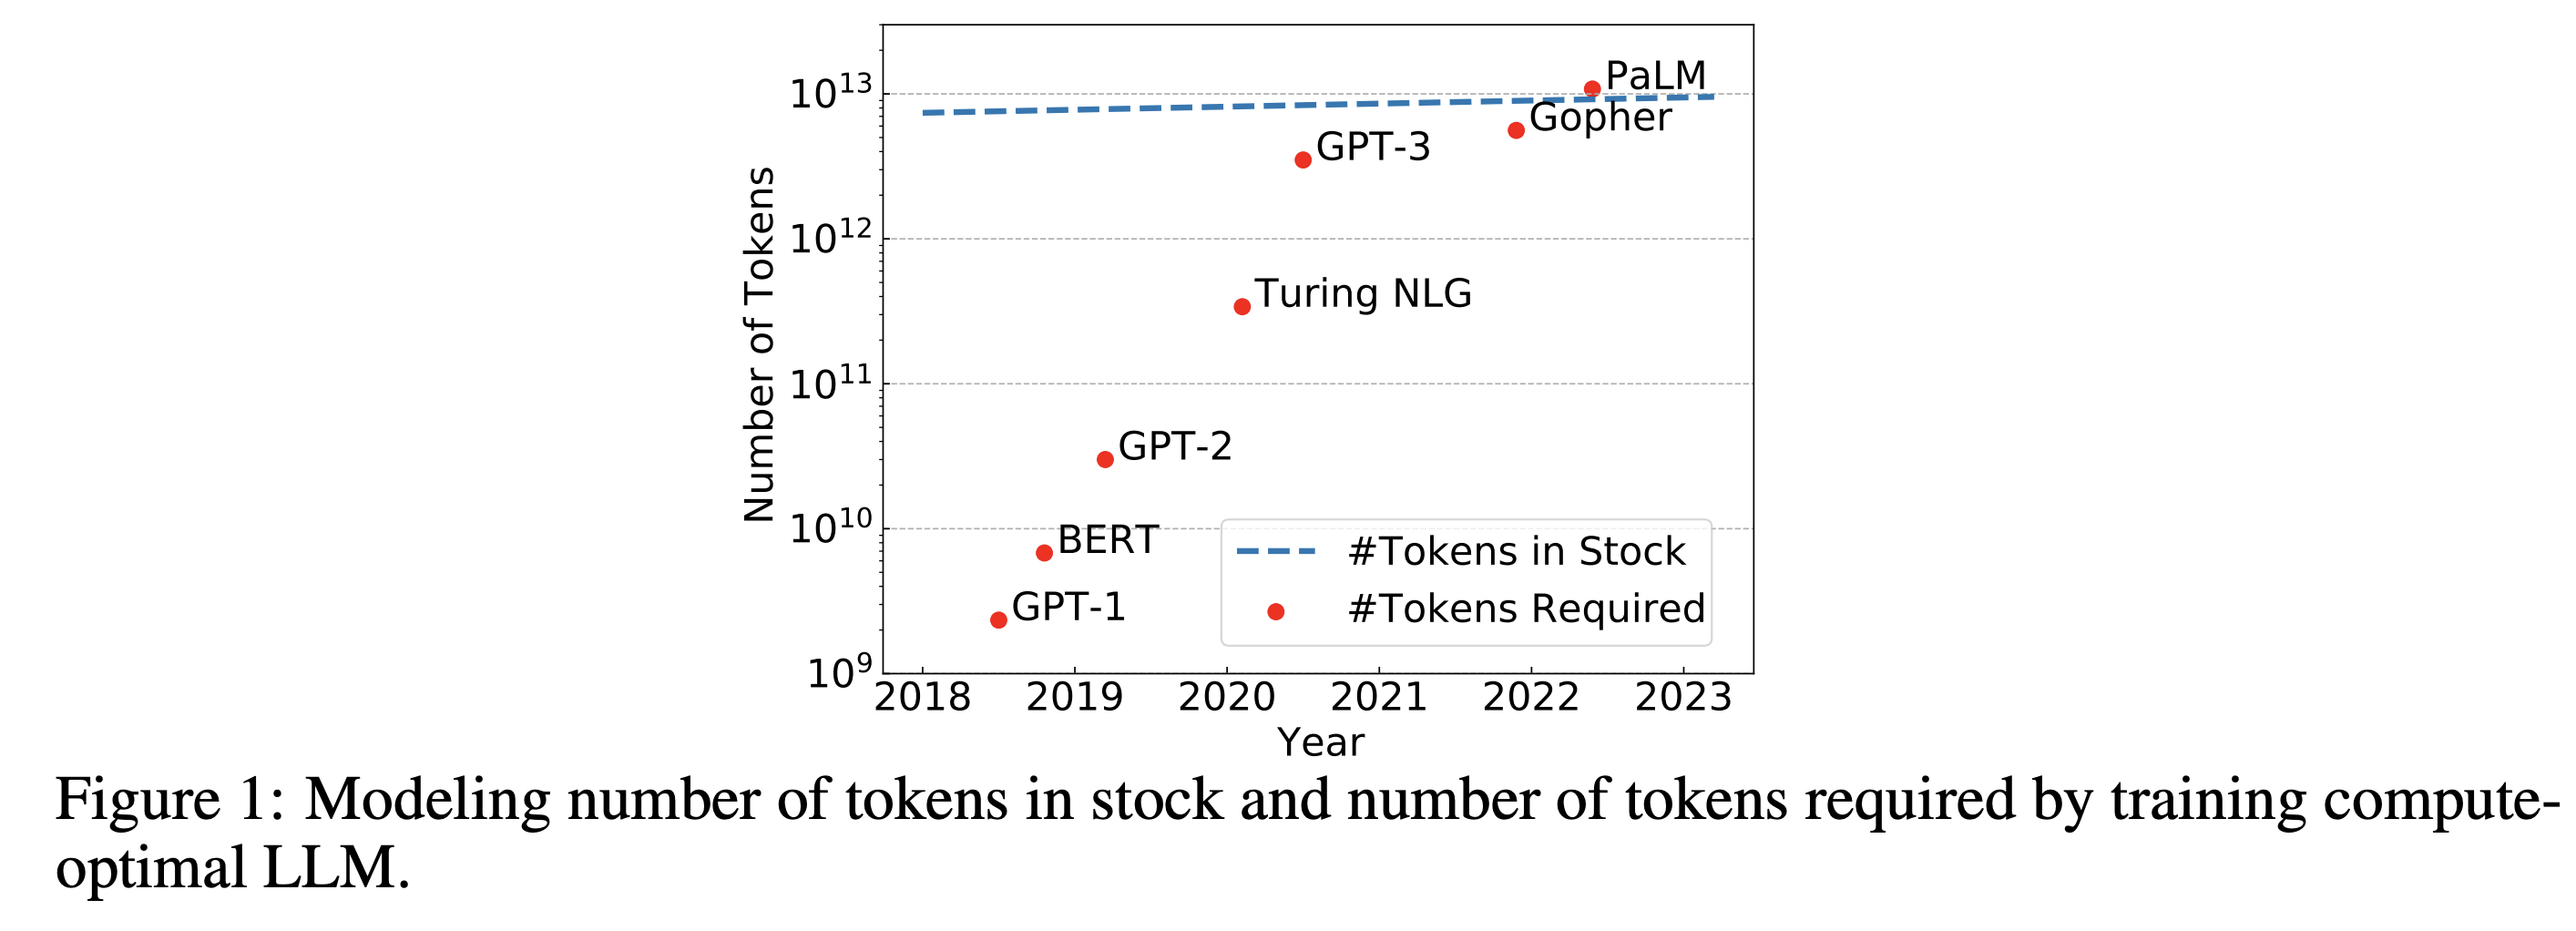 10^13
10^12
10^11
10^10
10^9
Number of Tokens
PaLM
Gopher
GPT-3
Turing NLG
GPT-2
BERT
GPT-1
#Tokens in Stock
#Tokens Required
2018 2019 2020 2021 2022 2023
Year
Figure 1: Modeling number of tokens in stock and number of tokens required by training compute-
optimal LLM.